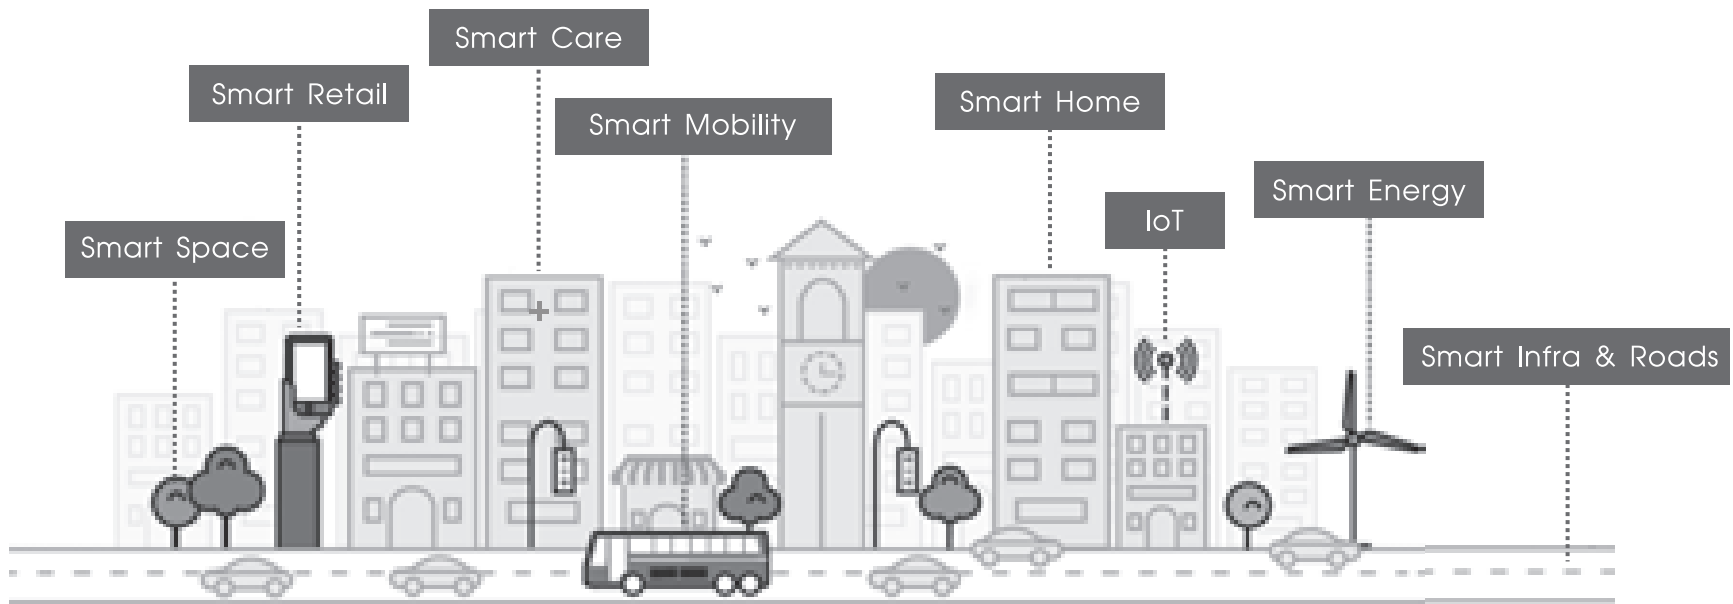 Smart Care
Smart Retail
Smart Mobility
Smart Home
Smart Energy
IoT
Smart Space
Smart Infra & Roads